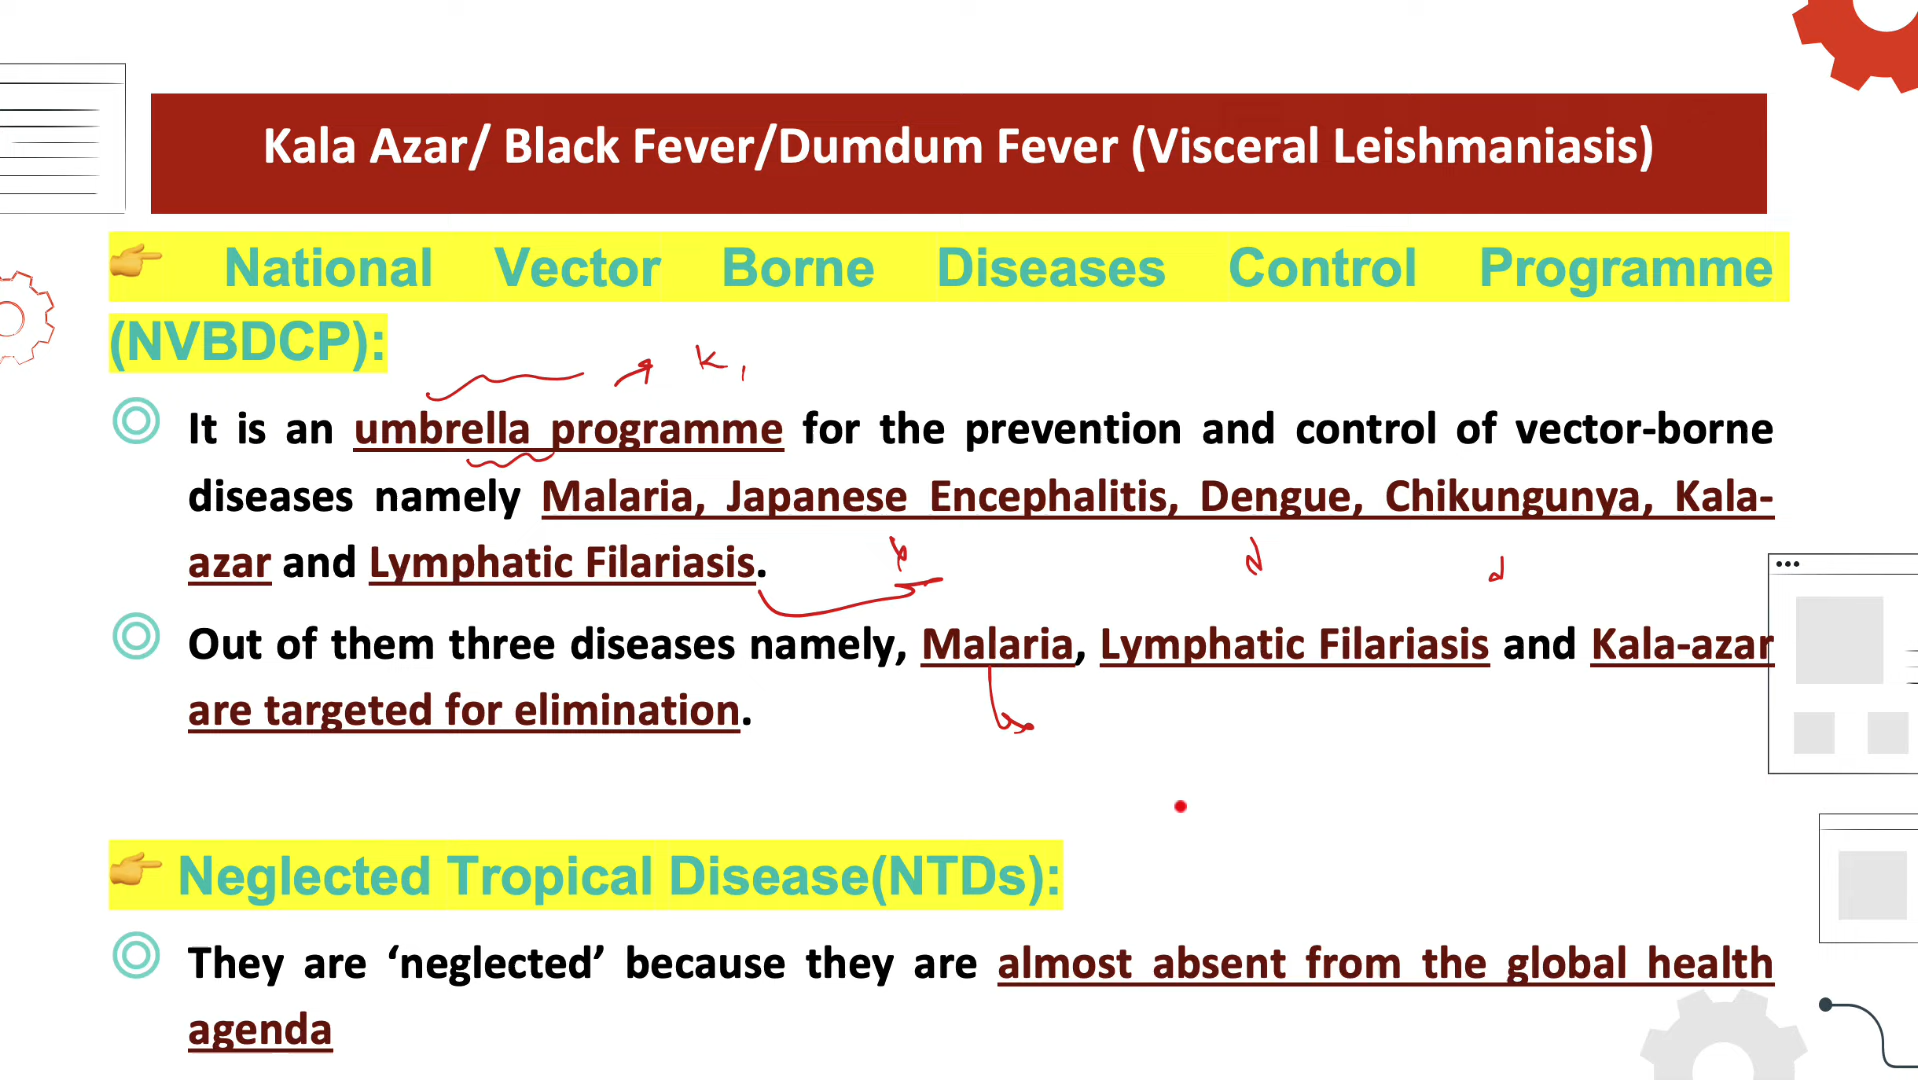 Kala Azar/ Black Fever/Dumdum Fever (Visceral Leishmaniasis)
National Vector Borne Diseases Control Programme
(NVBDCP):
K
It is an umbrella programme for the prevention and control of vector-borne
diseases namely Malaria, Japanese Encephalitis, Dengue, Chikungunya, Kala-
azar and Lymphatic Filariasis.
Out of them three diseases namely, Malaria, Lymphatic Filariasis and Kala-azar
are targeted for elimination.
Neglected Tropical Disease(NTDs):
They are ‘neglected’ because they are almost absent from the global health
agenda